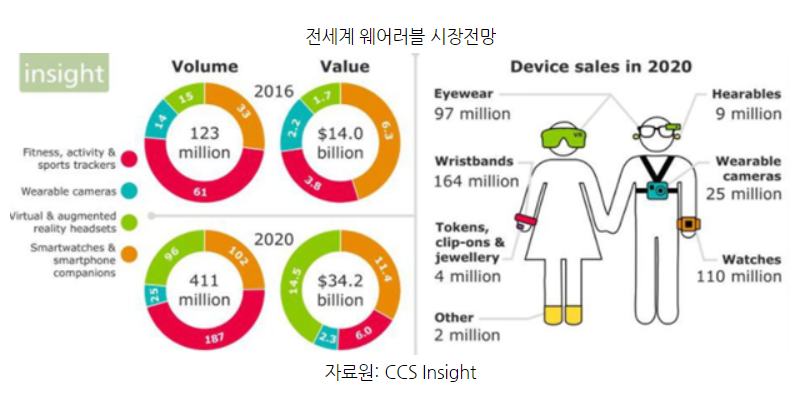 전세계 웨어러블 시장전망
insight
Volume
Value
2016
15
33
14
61
123
million
1.7
2.2
6.3
3.8
$14.0
billion
Fitness, activity &
sports trackers
Wearable cameras
Virtual & augmented
reality headsets
Smartwatches &
smartphone
companions
2020
96
102
25
187
411
million
14.5
11.4
2.3
6.0
$34.2
billion
Device sales in 2020
Eyewear
97 million
Hearables
9 million
VR
Wristbands
164 million
Wearable
cameras
25 million
Tokens,
clip-ons &
jewellery
4 million
Watches
110 million
Other
2 million
자료원: CCS Insight